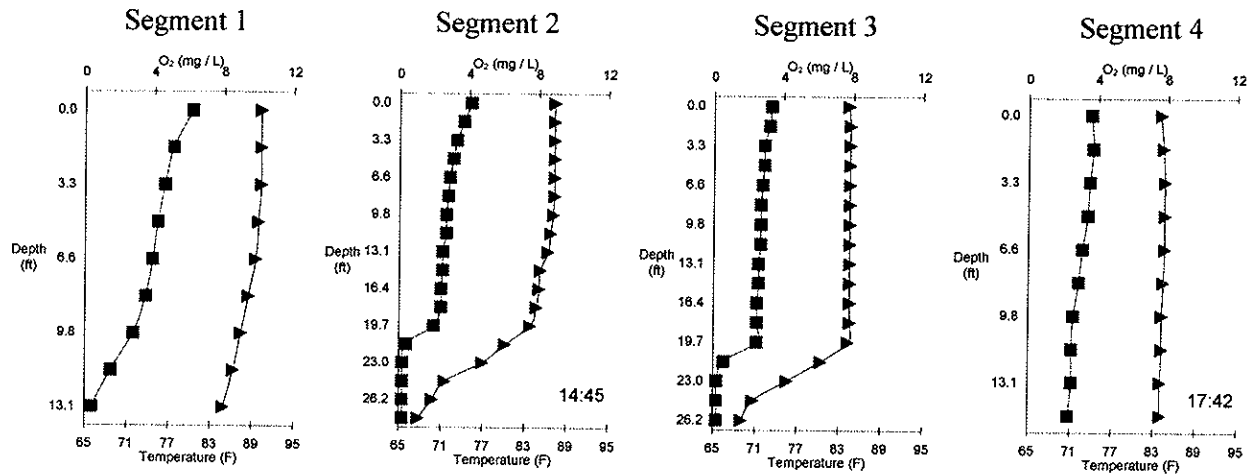 Segment 1
O₂ (mg / L)
0 4 8 12
0.0
3.3
6.6
9.8
13.1
Depth
(ft)
65 71 77 83 89 95
Temperature (F)
Segment 2
O₂ (mg / L)
0 4 8 12
0.0
3.3
6.6
9.8
13.1
16.4
19.7
23.0
26.2
Depth
(ft)
14:45
65 71 77 83 89 95
Temperature (F)
Segment 3
O₂ (mg / L)
0 4 8 12
0.0
3.3
6.6
9.8
13.1
16.4
19.7
23.0
26.2
Depth
(ft)
65 71 77 83 89 95
Temperature (F)
Segment 4
O₂ (mg / L)
0 4 8 12
0.0
3.3
6.6
9.8
13.1
Depth
(ft)
17:42
65 71 77 83 89 95
Temperature (F)